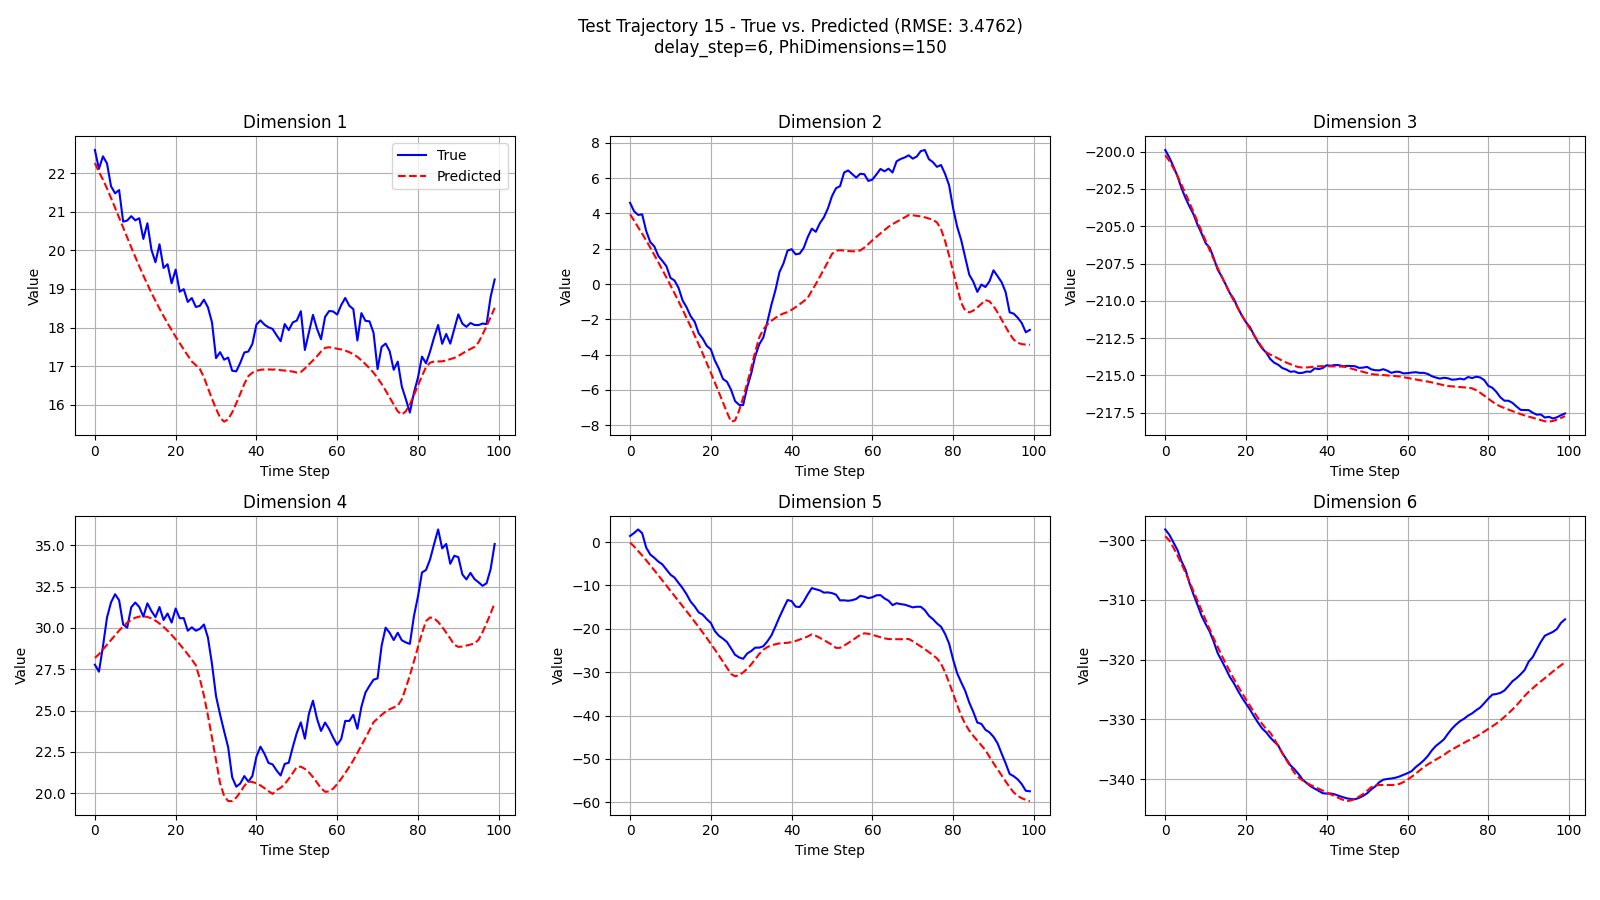 Test Trajectory 15 - True vs. Predicted (RMSE: 3.4762)
delay_step=6, PhiDimensions=150
Dimension 1
True
Predicted
22
21
20
19
18
17
16
Value
0 20 40 60 80 100
Time Step
Dimension 2
8
6
4
2
0
−2
−4
−6
−8
Value
0 20 40 60 80 100
Time Step
Dimension 3
−200.0
−202.5
−205.0
−207.5
−210.0
−212.5
−215.0
−217.5
Value
0 20 40 60 80 100
Time Step
Dimension 4
35.0
32.5
30.0
27.5
25.0
22.5
20.0
Value
0 20 40 60 80 100
Time Step
Dimension 5
0
−10
−20
−30
−40
−50
−60
Value
0 20 40 60 80 100
Time Step
Dimension 6
−300
−310
−320
−330
−340
Value
0 20 40 60 80 100
Time Step